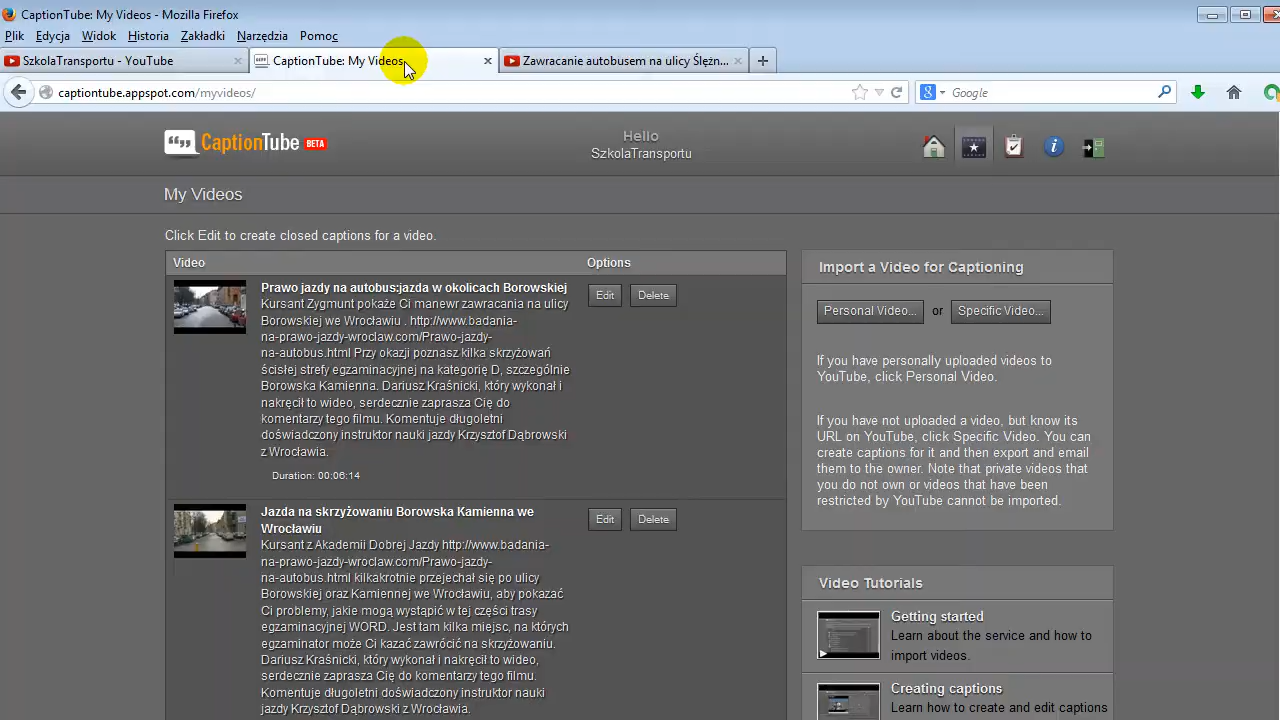 CaptionTube: My Videos - Mozilla Firefox
Plik Edycja Widok Historia Zakładki Narzędzia Pomoc
SzkolaTransportu - YouTube
CaptionTube: My Videos
Zawracanie autobusem na ulicy Ślężn...
captiontube.appspot.com/myvideos/
Google
CaptionTube BETA
Hello
SzkolaTransportu
My Videos
Click Edit to create closed captions for a video.
Video Options
Prawo jazdy na autobus:jazda w okolicach Borowskiej
Kursant Zygmunt pokaże Ci manewr zawracania na ulicy
Borowskiej we Wrocławiu . http://www.badania-
na-prawo-jazdy-wroclaw.com/Prawo-jazdy-
na-autobus.html Przy okazji poznasz kilka skrzyżowań
ścisłej strefy egzaminacyjnej na kategorię D, szczególnie
Borowska Kamienna. Dariusz Kraśnicki, który wykonał i
nakręcił to wideo, serdecznie zaprasza Cię do
komentarzy tego filmu. Komentuje długoletni
doświadczony instruktor nauki jazdy Krzysztof Dąbrowski
z Wrocławia.
Duration: 00:06:14
Edit Delete
Jazda na skrzyżowaniu Borowska Kamienna we
Wrocławiu
Kursant z Akademii Dobrej Jazdy http://www.badania-
na-prawo-jazdy-wroclaw.com/Prawo-jazdy-
na-autobus.html kilkakrotnie przejechał się po ulicy
Borowskiej oraz Kamiennej we Wrocławiu, aby pokazać
Ci problemy, jakie mogą wystąpić w tej części trasy
egzaminacyjnej WORD. Jest tam kilka miejsc, na których
egzaminator może Ci kazać zawrócić na skrzyżowaniu.
Dariusz Kraśnicki, który wykonał i nakręcił to wideo,
serdecznie zaprasza Cię do komentarzy tego filmu.
Komentuje długoletni doświadczony instruktor nauki
jazdy Krzysztof Dąbrowski z Wrocławia.
Edit Delete
Import a Video for Captioning
Personal Video... or Specific Video...
If you have personally uploaded videos to
YouTube, click Personal Video.
If you have not uploaded a video, but know its
URL on YouTube, click Specific Video. You can
create captions for it and then export and email
them to the owner. Note that private videos that
you do not own or videos that have been
restricted by YouTube cannot be imported.
Video Tutorials
Getting started
Learn about the service and how to
import videos.
Creating captions
Learn how to create and edit captions